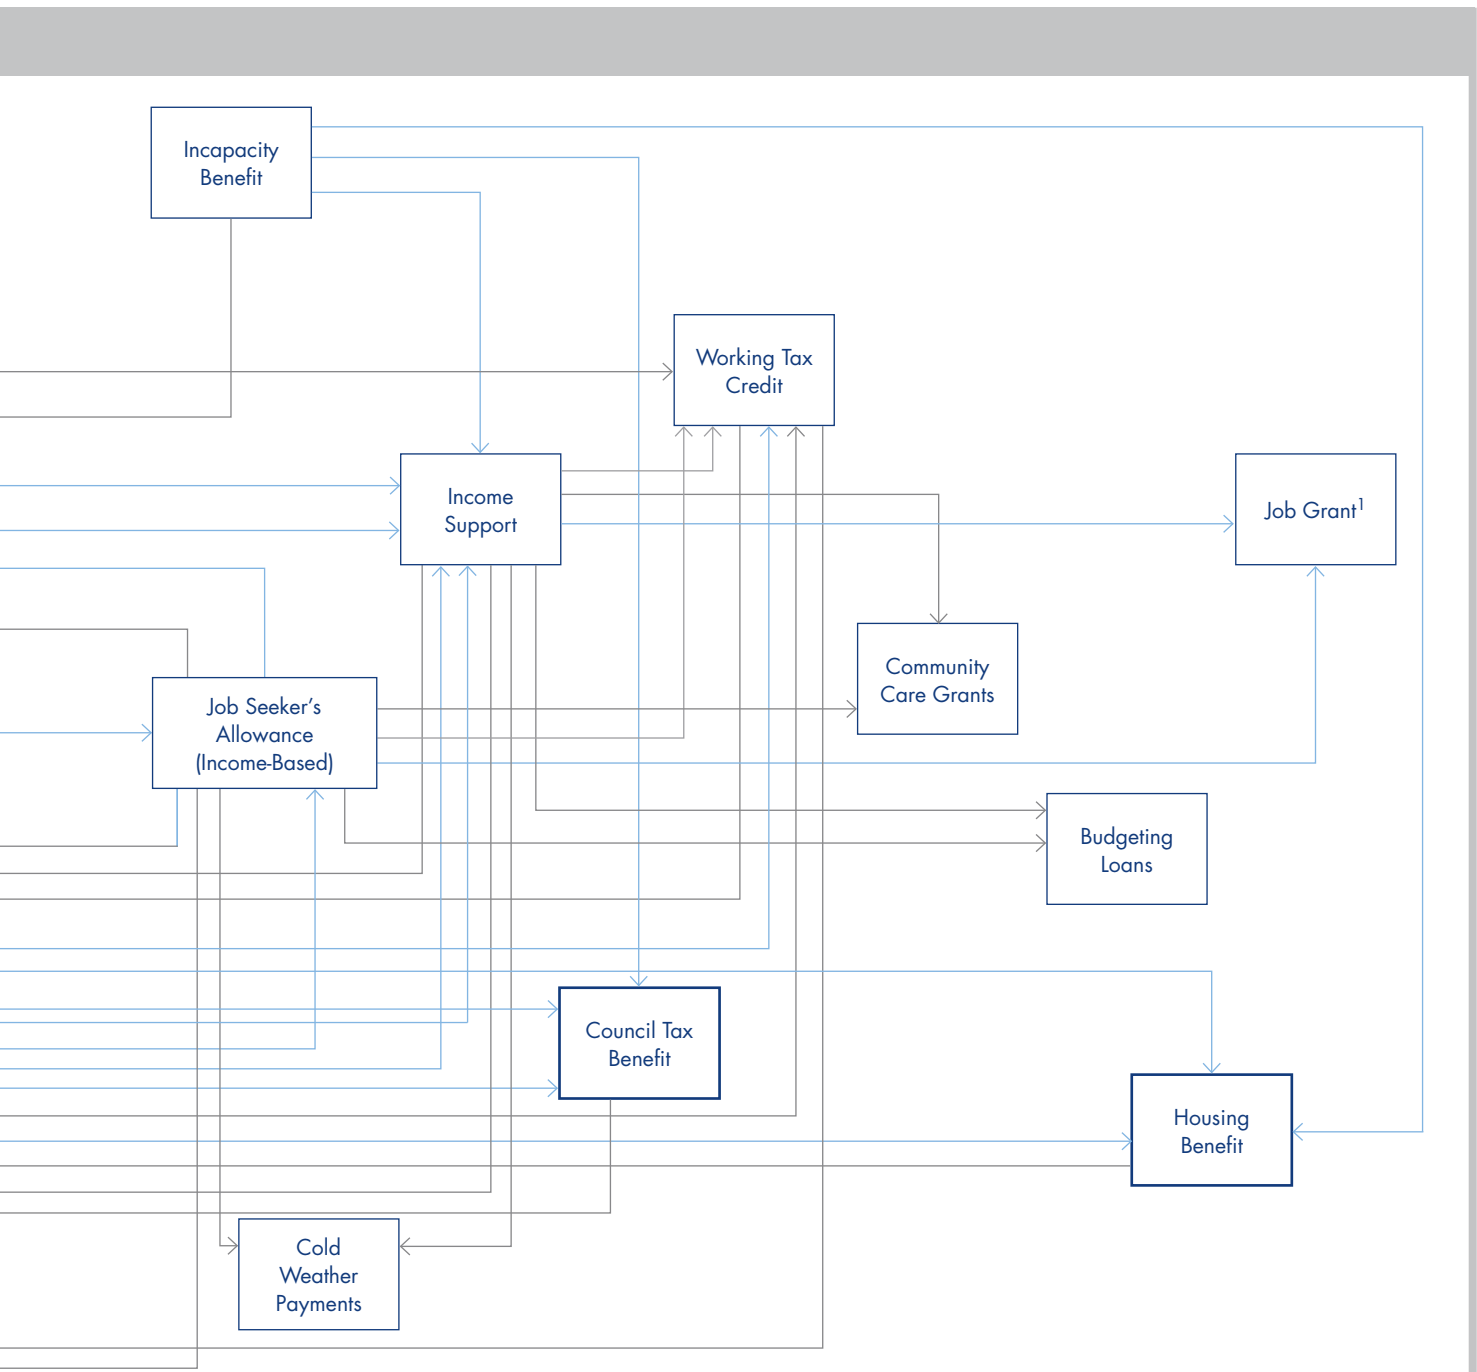 Incapacity
Benefit
Working Tax
Credit
Income
Support
Job Grant¹
Community
Care Grants
Job Seeker’s
Allowance
(Income-Based)
Budgeting
Loans
Council Tax
Benefit
Housing
Benefit
Cold
Weather
Payments